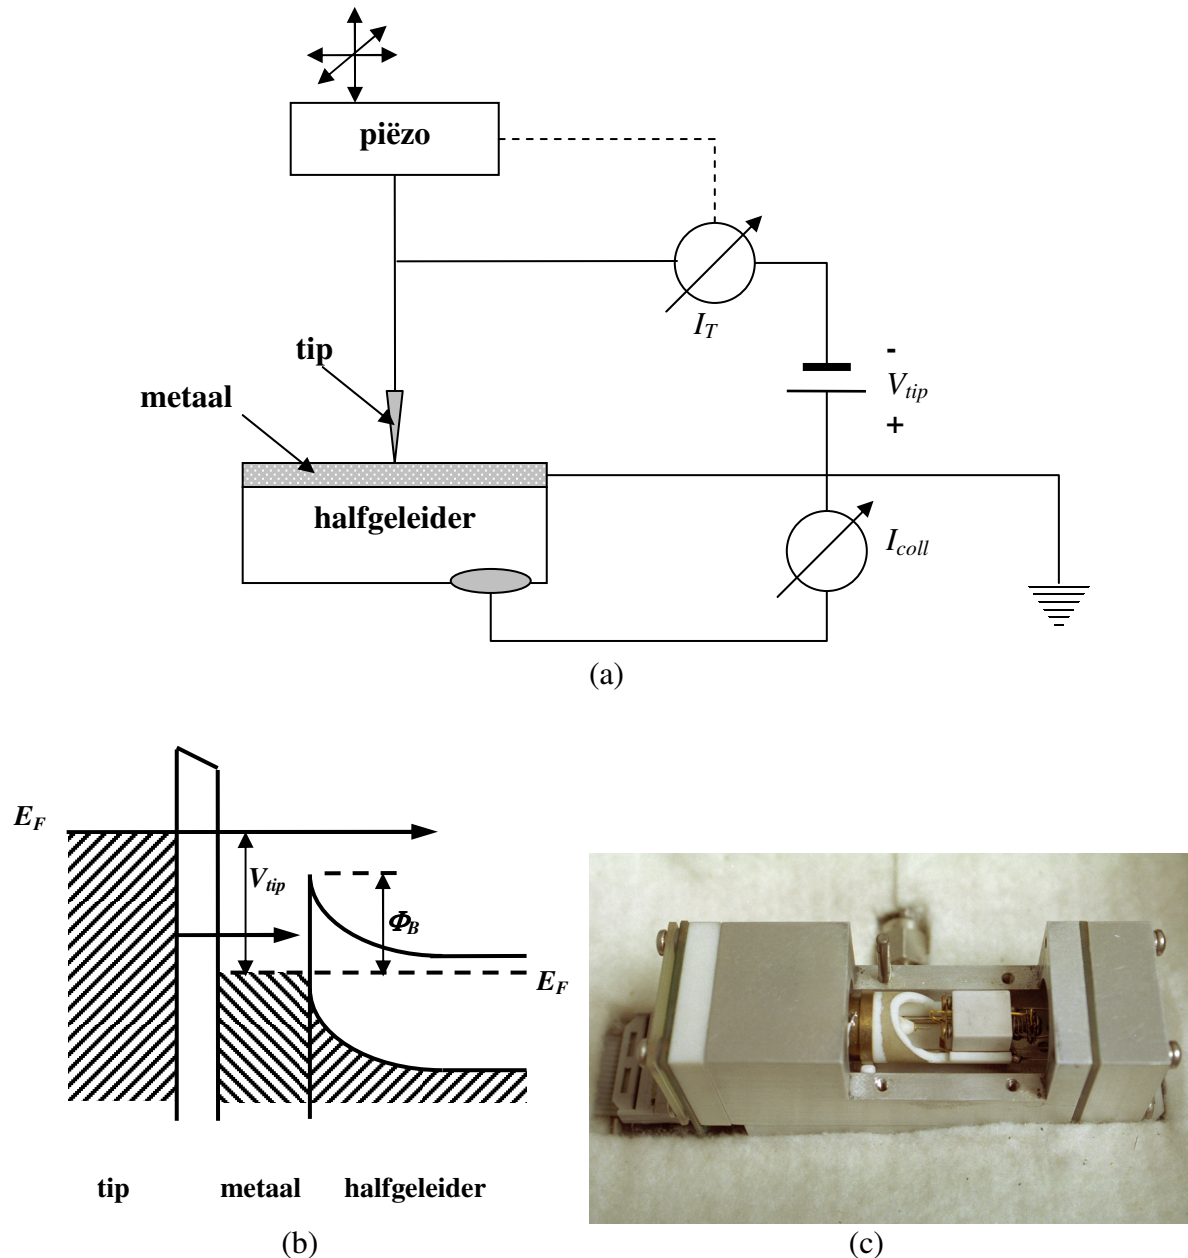 piëzo
I_T
tip
-
metaal
V_tip
+
halfgeleider
I_coll
(a)
E_F
V_tip
Φ_B
E_F
tip metaal halfgeleider
(b) (c)